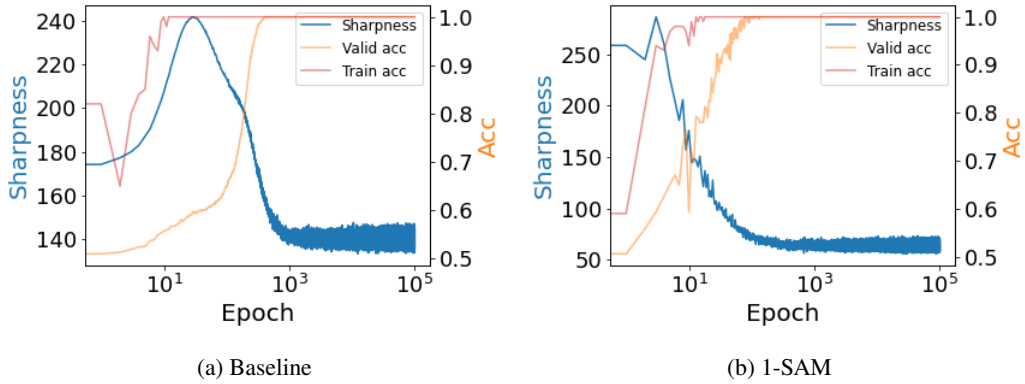 240
220
200
180
160
140
Sharpness
1.0
0.9
0.8
0.7
0.6
0.5
Acc
Sharpness
Valid acc
Train acc
10^1
10^3
10^5
Epoch
(a) Baseline
250
200
150
100
50
Sharpness
1.0
0.9
0.8
0.7
0.6
0.5
Acc
Sharpness
Valid acc
Train acc
10^1
10^3
10^5
Epoch
(b) 1-SAM